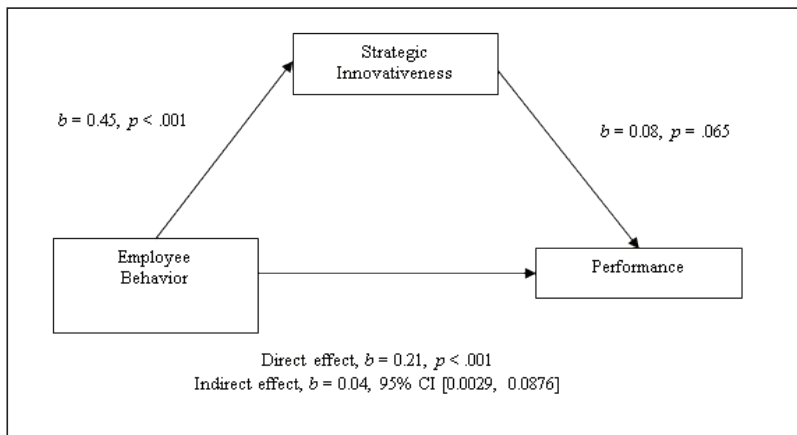 Strategic
Innovativeness
b = 0.45, p < .001
b = 0.08, p = .065
Employee
Behavior
Performance
Direct effect, b = 0.21, p < .001
Indirect effect, b = 0.04, 95% CI [0.0029, 0.0876]